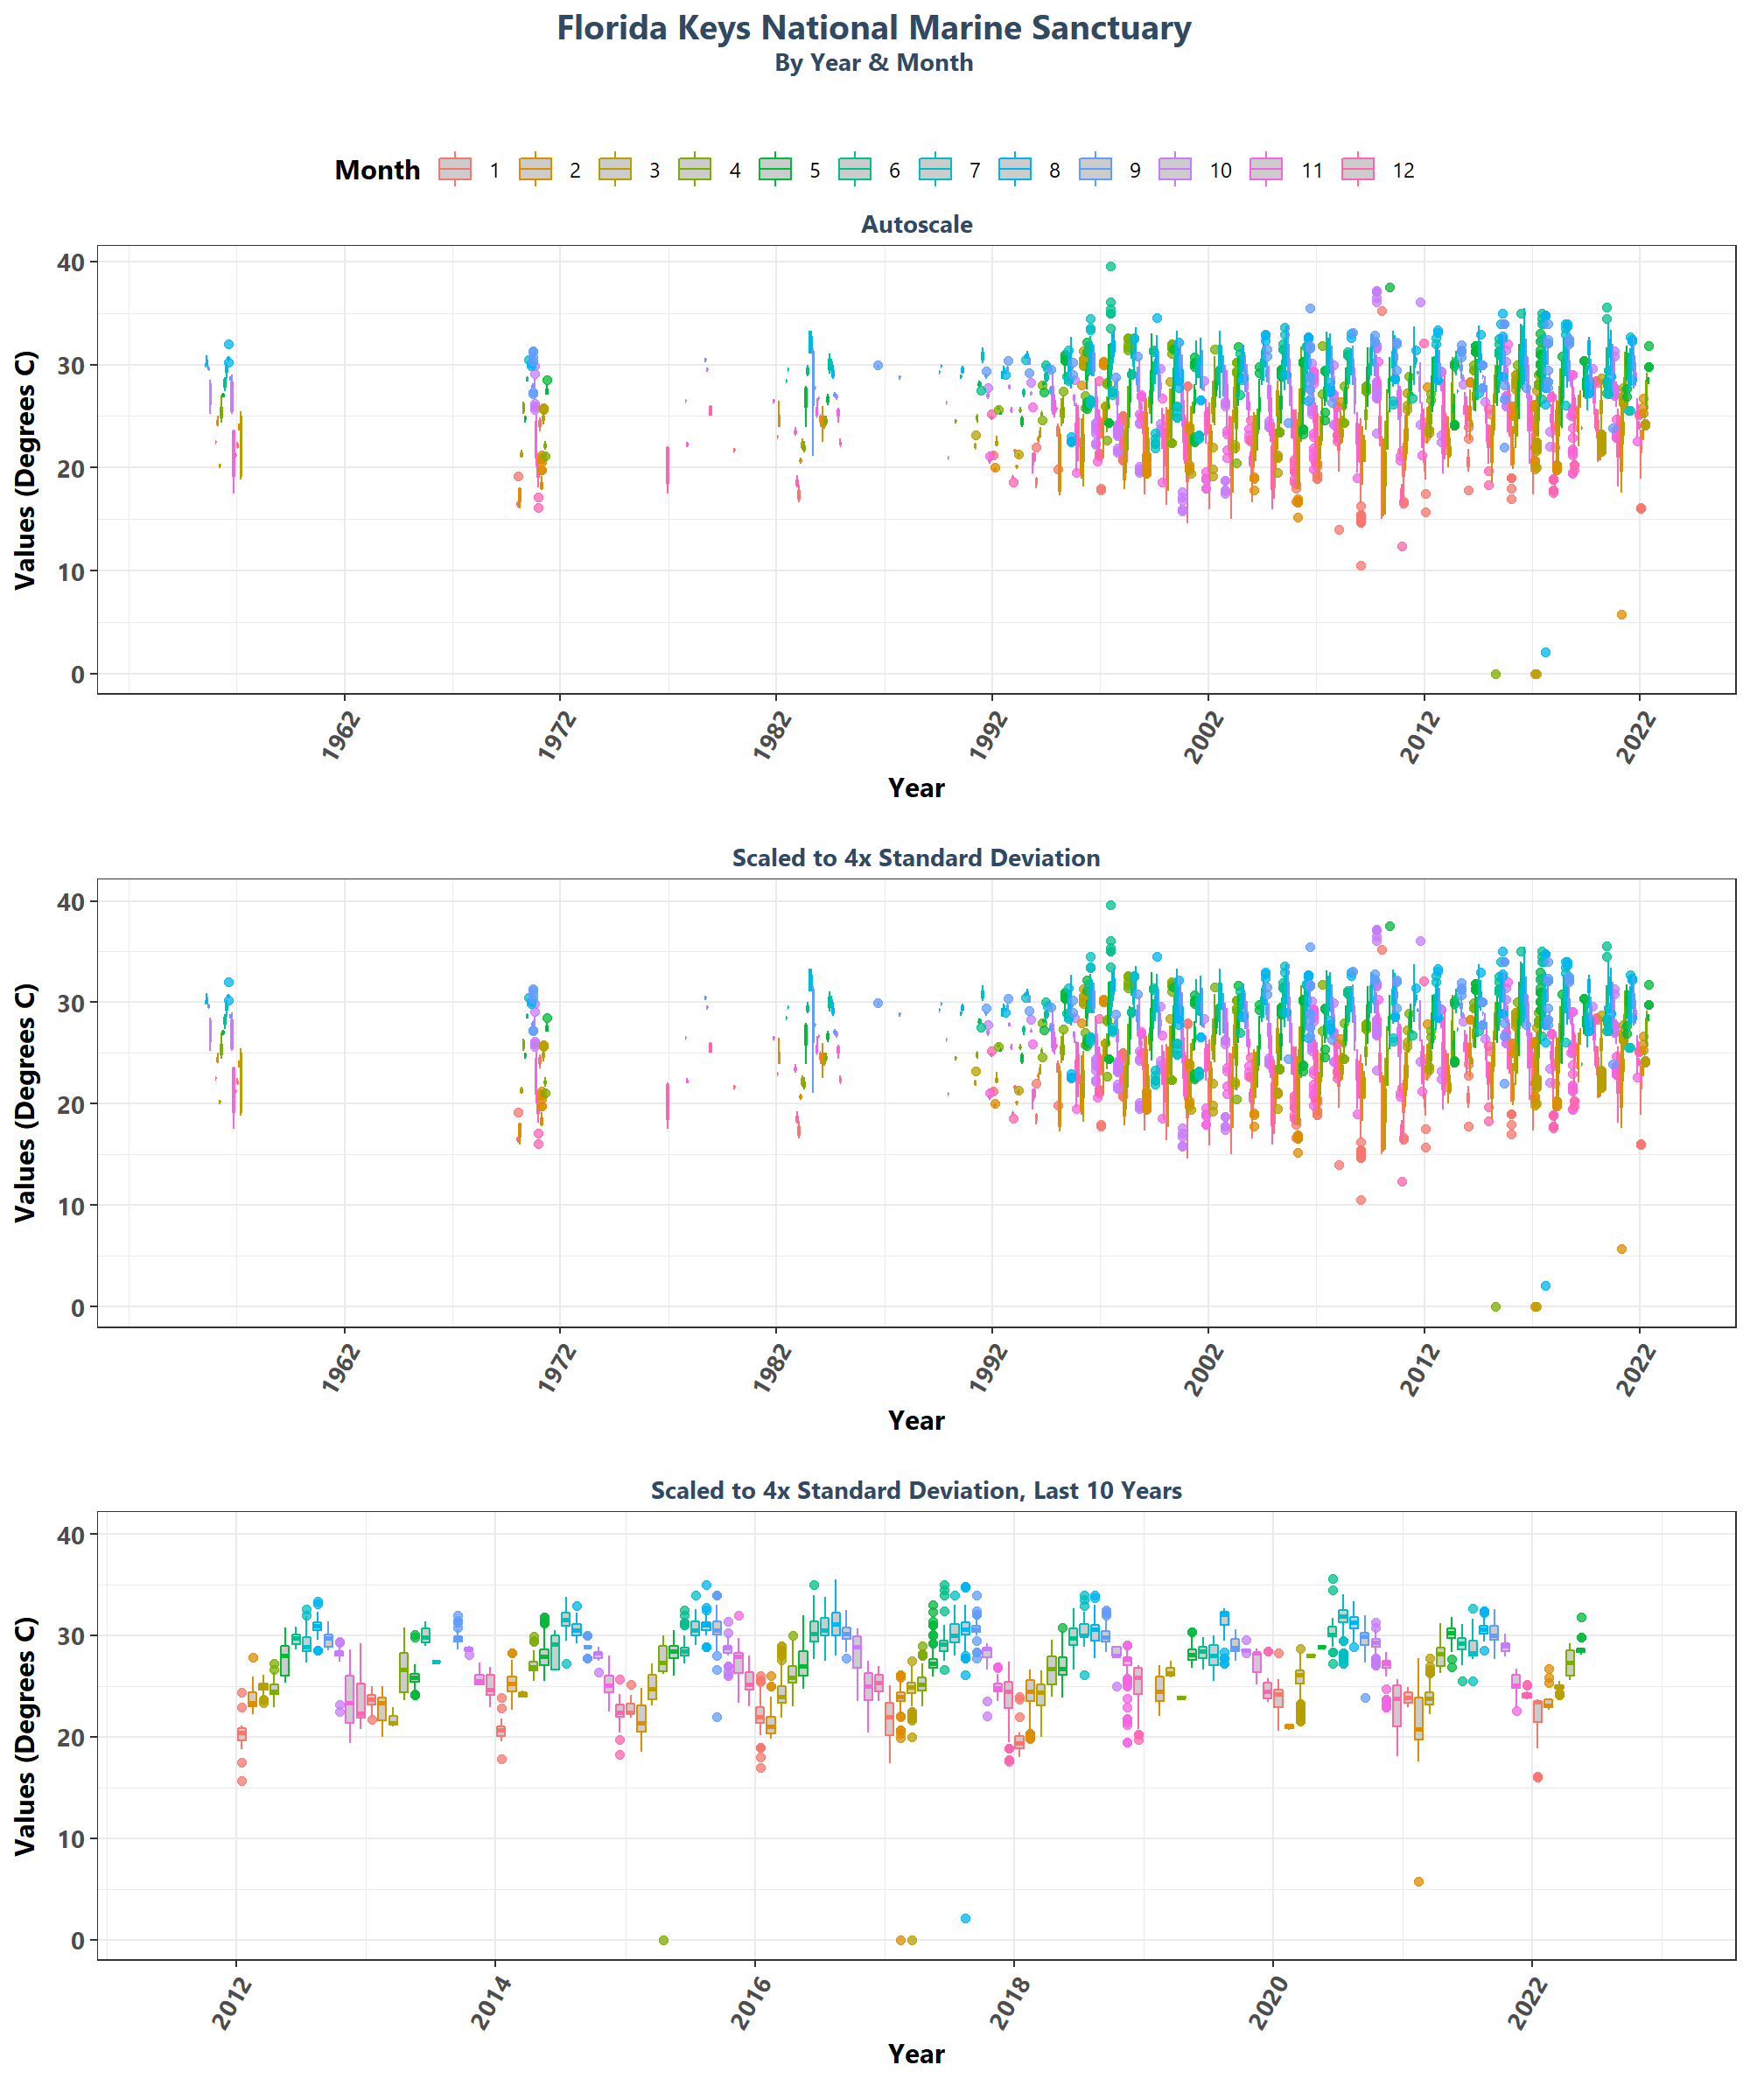 Florida Keys National Marine Sanctuary
By Year & Month
Month 1 2 3 4 5 6 7 8 9 10 11 12
Autoscale
Values (Degrees C)
40
30
20
10
0
1962 1972 1982 1992 2002 2012 2022
Year
Scaled to 4x Standard Deviation
Values (Degrees C)
40
30
20
10
0
1962 1972 1982 1992 2002 2012 2022
Year
Scaled to 4x Standard Deviation, Last 10 Years
Values (Degrees C)
40
30
20
10
0
2012 2014 2016 2018 2020 2022
Year